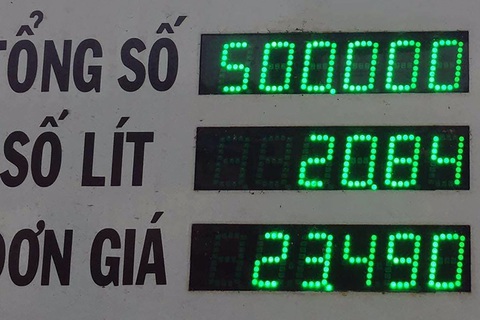 TỔNG SỐ 500.000
SỐ LÍT 20.84
ĐƠN GIÁ 23.490